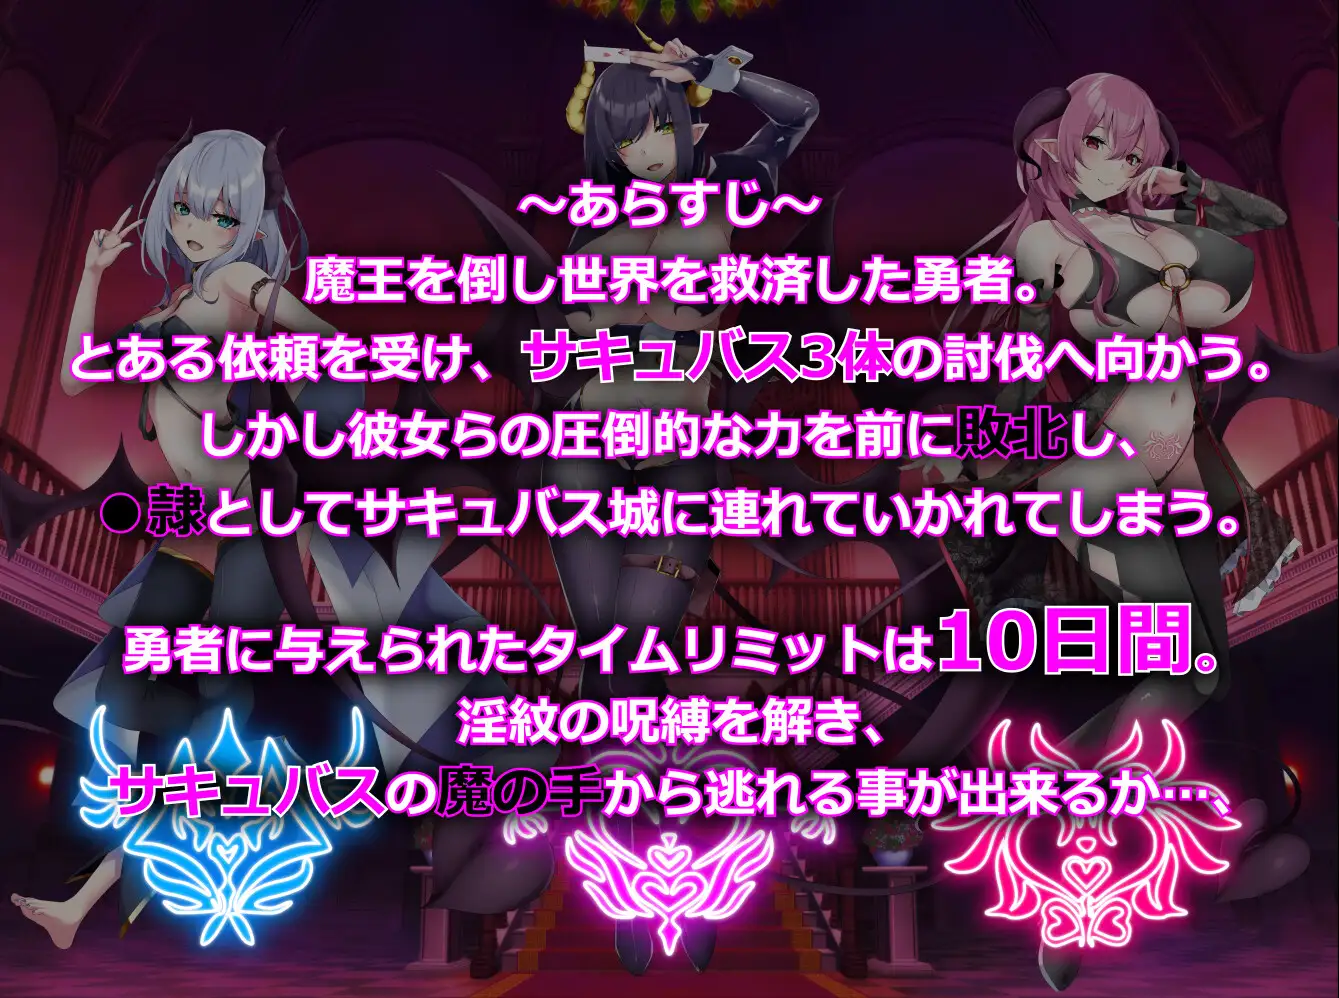 ～あらすじ～
魔王を倒し世界を救済した勇者。
とある依頼を受け、サキュバス3体の討伐へ向かう。
しかし彼女らの圧倒的な力を前に敗北し、
●隷としてサキュバス城に連れていかれてしまう。
勇者に与えられたタイムリミットは10日間。
淫紋の呪縛を解き、
サキュバスの魔の手から逃れる事が出来るか…、